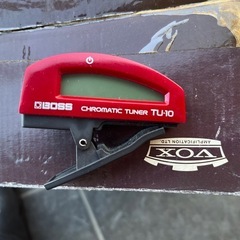 BOSS CHROMATIC TUNER TU-10
VOX
AMPLIFICATION LTD.